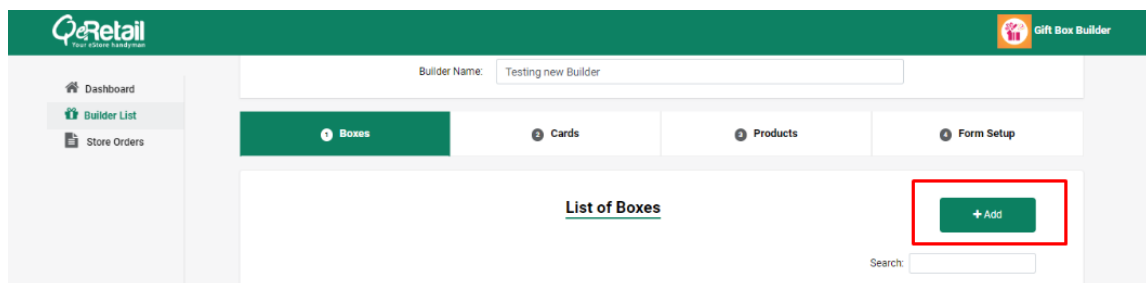 QeRetail
Your eStore handyman
Gift Box Builder
Builder Name: Testing new Builder
Dashboard
Builder List
Store Orders
1 Boxes
2 Cards
3 Products
4 Form Setup
List of Boxes
+ Add
Search: